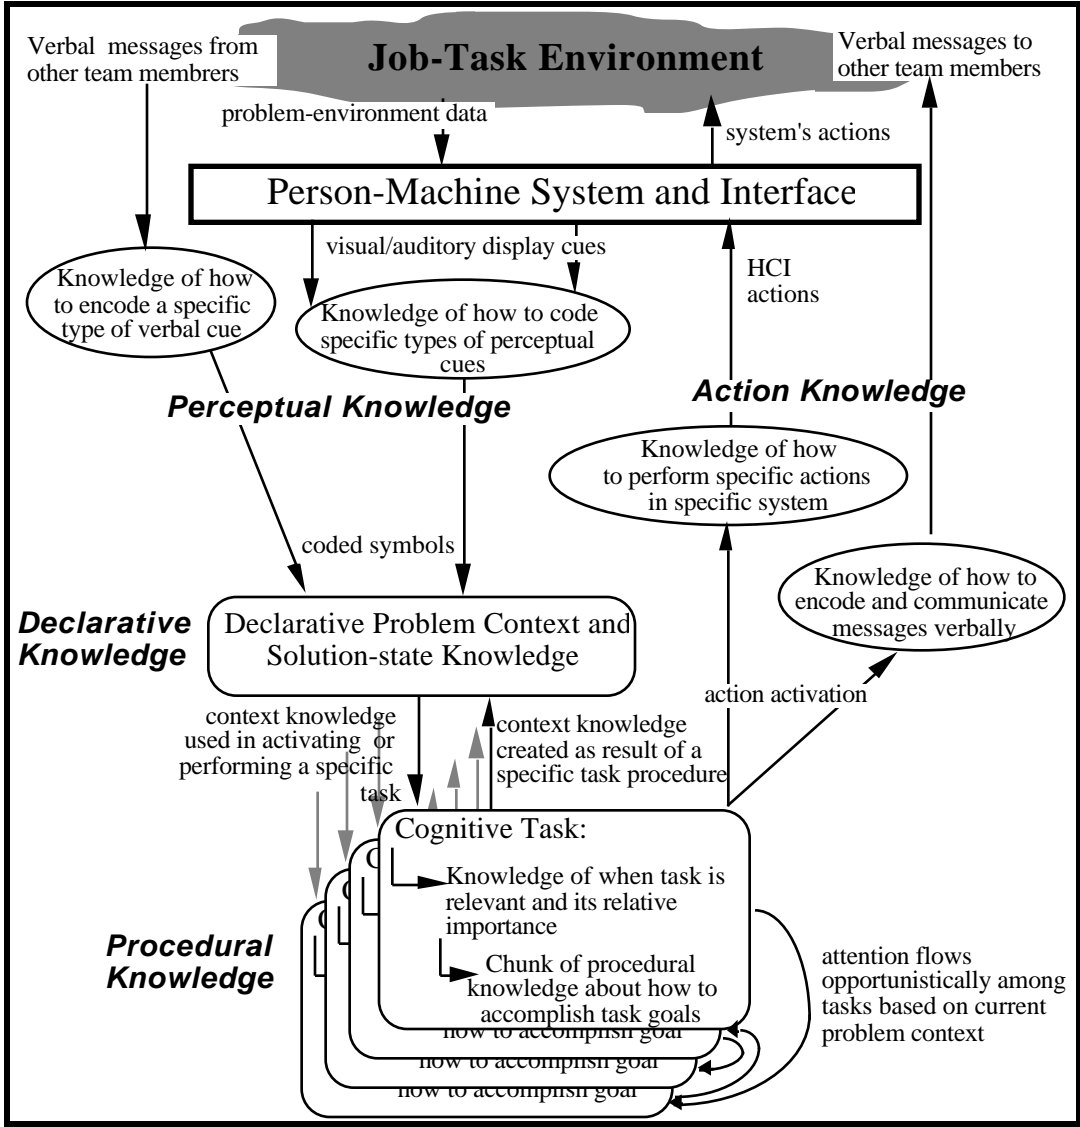 Verbal messages from
other team membrers
Job-Task Environment
Verbal messages to
other team members
problem-environment data
system's actions
Person-Machine System and Interface
visual/auditory display cues
HCI
actions
Knowledge of how
to encode a specific
type of verbal cue
Knowledge of how to code
specific types of perceptual
cues
Perceptual Knowledge
Action Knowledge
Knowledge of how
to perform specific actions
in specific system
coded symbols
Knowledge of how to
encode and communicate
messages verbally
Declarative
Knowledge
Declarative Problem Context and
Solution-state Knowledge
action activation
context knowledge
used in activating or
performing a specific
task
context knowledge
created as result of a
specific task procedure
Cognitive Task:
Knowledge of when task is
relevant and its relative
importance
Chunk of procedural
knowledge about how to
accomplish task goals
how to accomplish goal
how to accomplish goal
how to accomplish goal
Procedural
Knowledge
attention flows
opportunistically among
tasks based on current
problem context